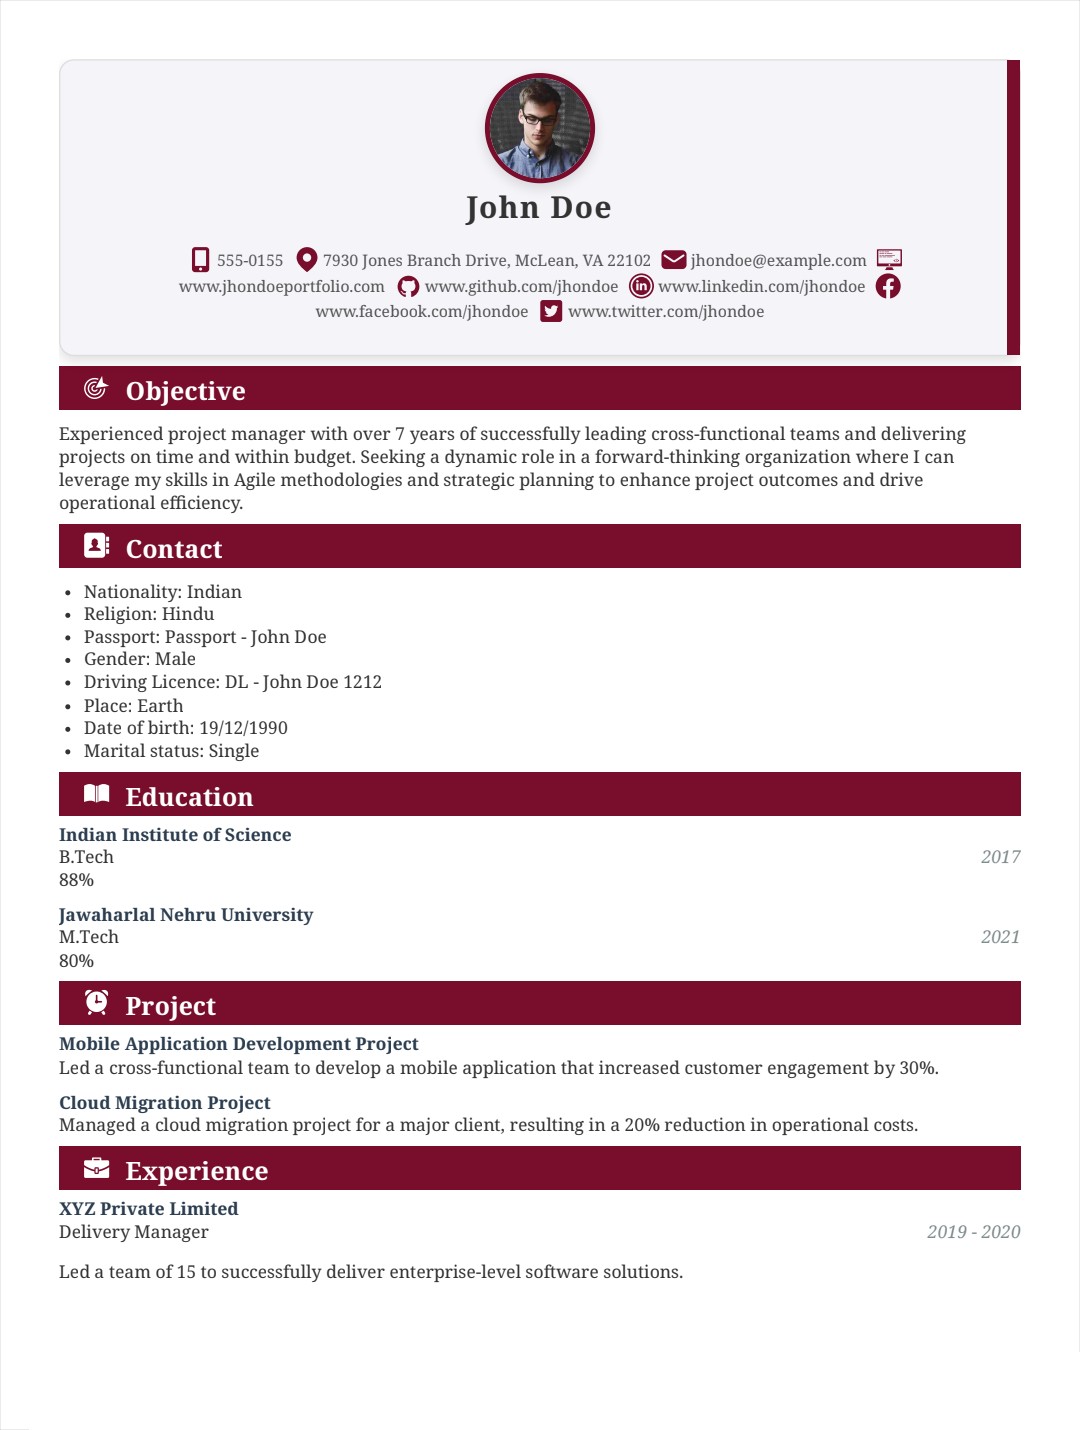 John Doe
555-0155 7930 Jones Branch Drive, McLean, VA 22102 jhondoe@example.com
www.jhondoeportfolio.com www.github.com/jhondoe www.linkedin.com/jhondoe
www.facebook.com/jhondoe www.twitter.com/jhondoe
Objective
Experienced project manager with over 7 years of successfully leading cross-functional teams and delivering
projects on time and within budget. Seeking a dynamic role in a forward-thinking organization where I can
leverage my skills in Agile methodologies and strategic planning to enhance project outcomes and drive
operational efficiency.
Contact
• Nationality: Indian
• Religion: Hindu
• Passport: Passport - John Doe
• Gender: Male
• Driving Licence: DL - John Doe 1212
• Place: Earth
• Date of birth: 19/12/1990
• Marital status: Single
Education
Indian Institute of Science
B.Tech 2017
88%
Jawaharlal Nehru University
M.Tech 2021
80%
Project
Mobile Application Development Project
Led a cross-functional team to develop a mobile application that increased customer engagement by 30%.
Cloud Migration Project
Managed a cloud migration project for a major client, resulting in a 20% reduction in operational costs.
Experience
XYZ Private Limited
Delivery Manager 2019 - 2020
Led a team of 15 to successfully deliver enterprise-level software solutions.